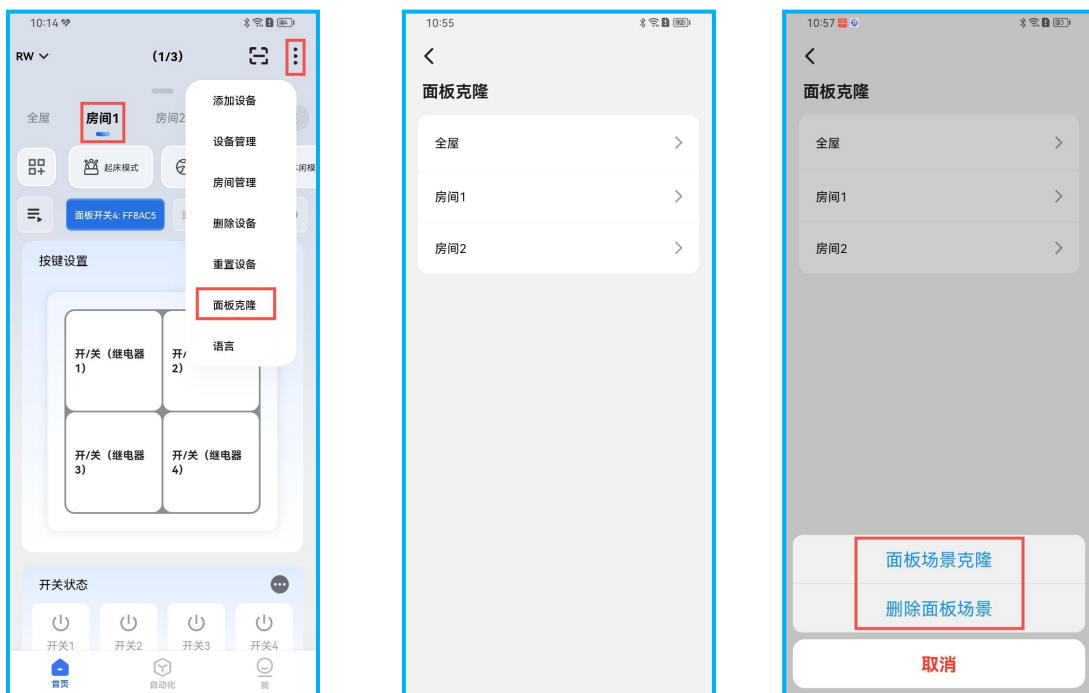 10:14
RW
(1/3)
添加设备
全屋
房间1
房间2
设备管理
起床模式
闲模
房间管理
面板开关4: FF8AC5
删除设备
按键设置
重置设备
面板克隆
语言
开/关（继电器
1）
开/
2）
开/关（继电器
3）
开/关（继电器
4）
开关状态
开关1
开关2
开关3
开关4
首页
自动化
我
10:55
面板克隆
全屋
房间1
房间2
10:57
面板克隆
全屋
房间1
房间2
面板场景克隆
删除面板场景
取消